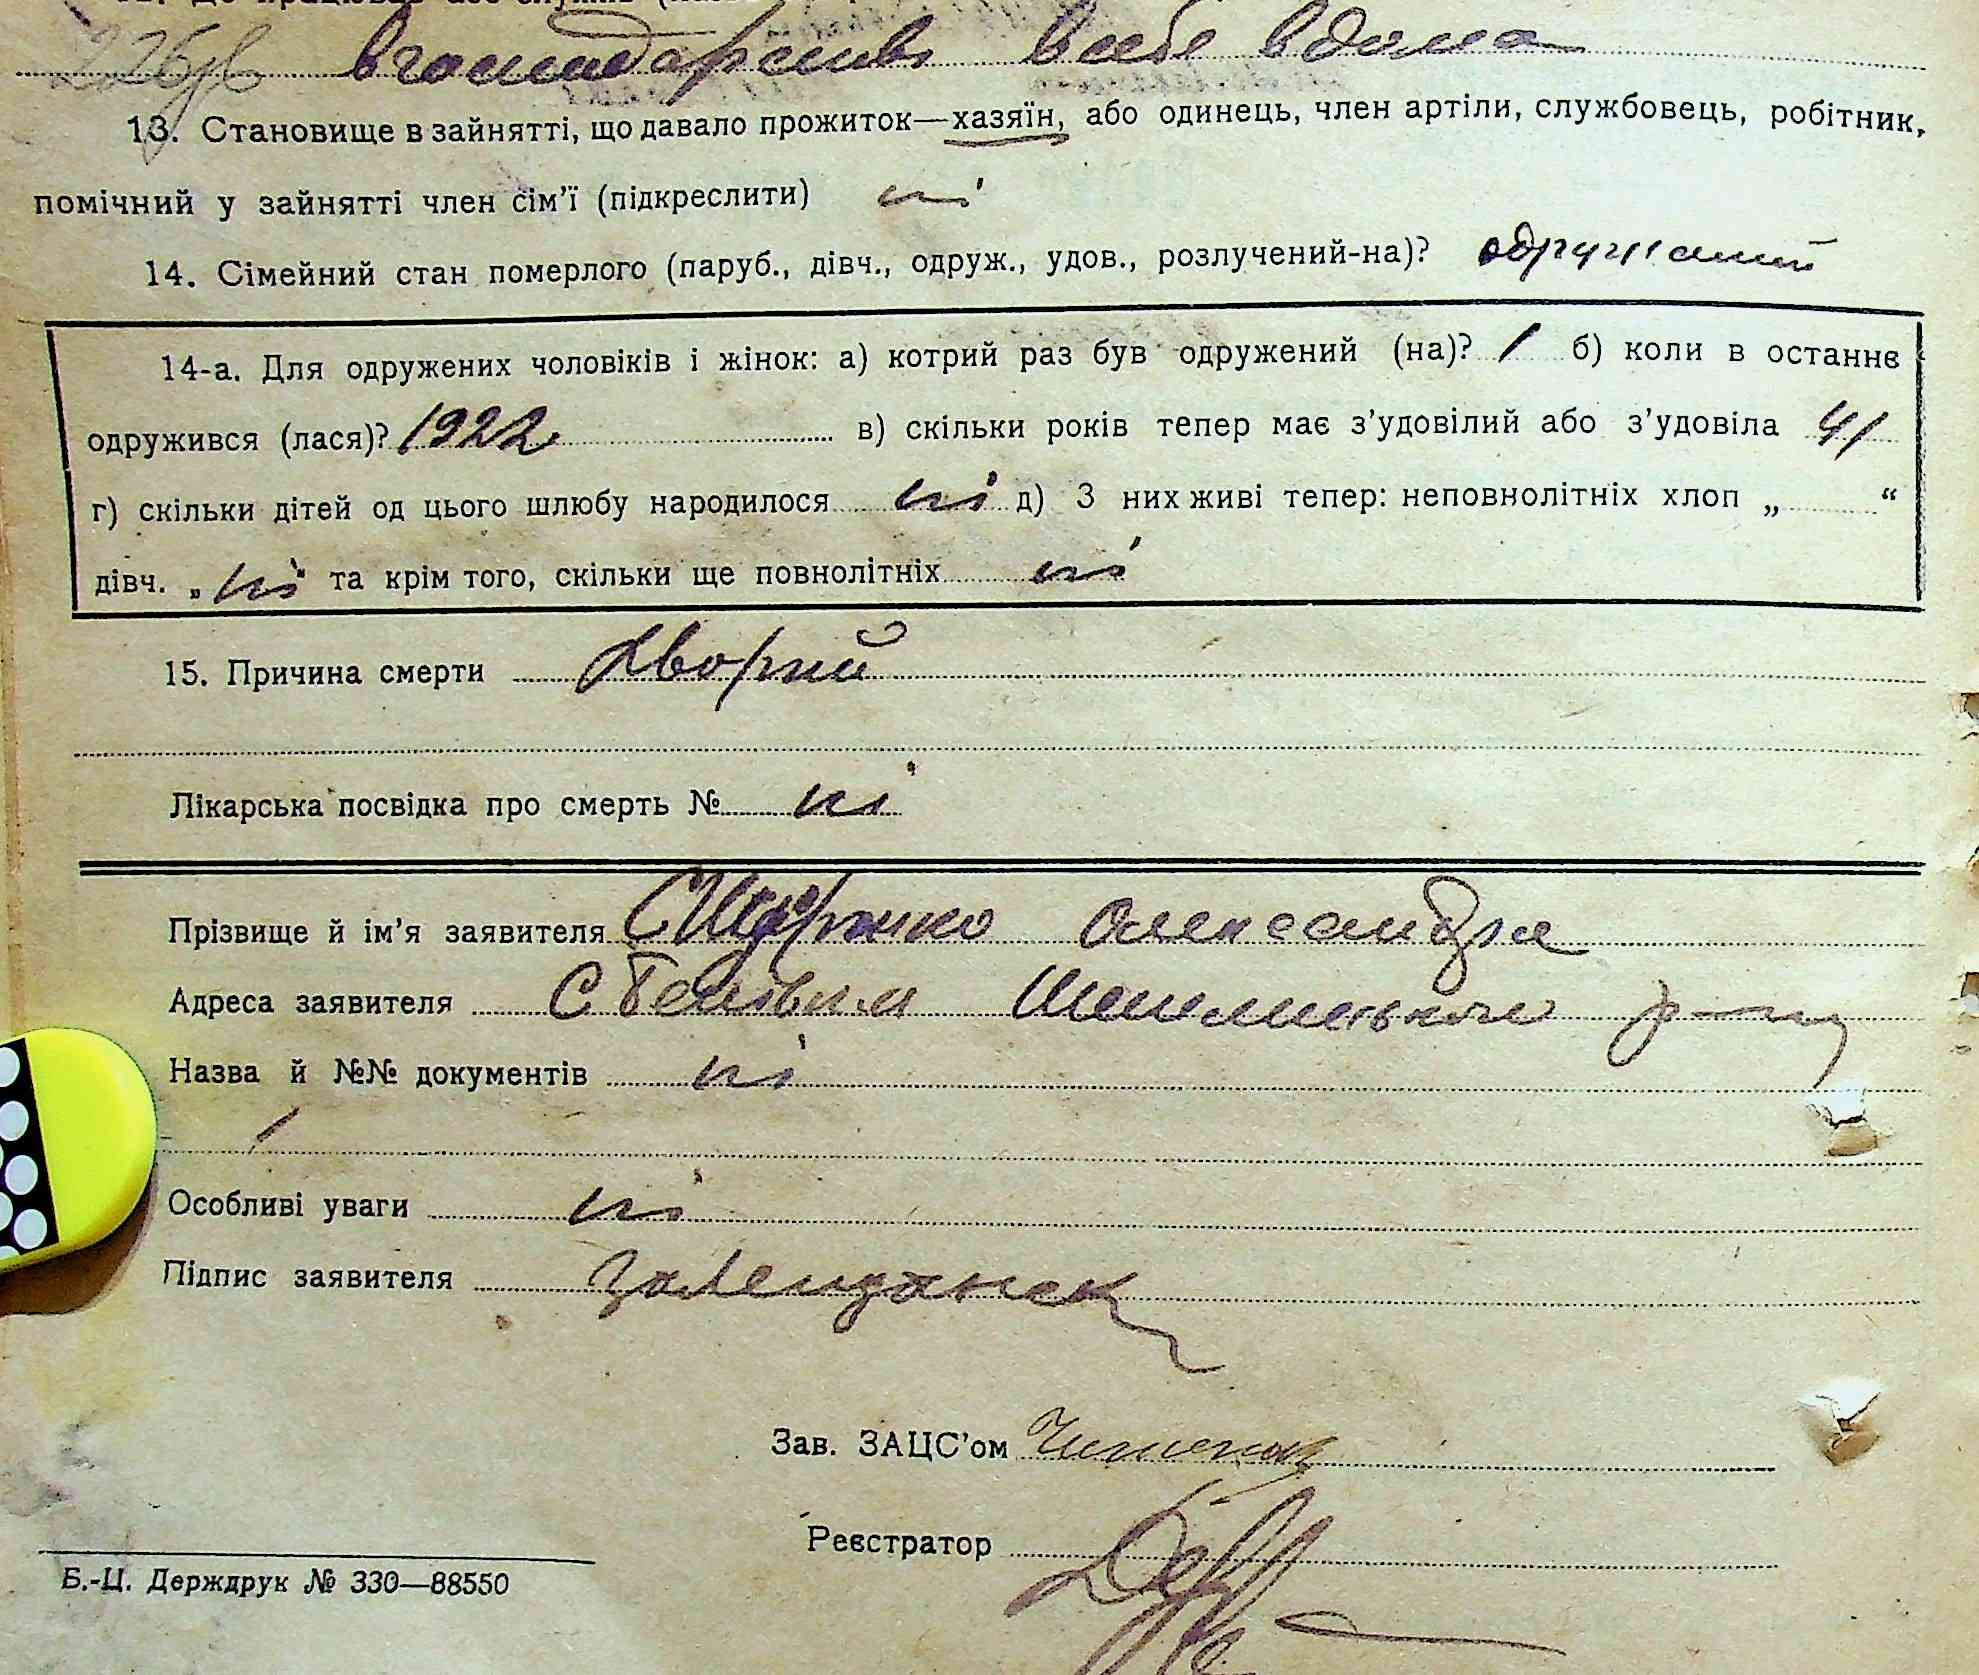 в господарстві в себе вдома
13. Становище в зайнятті, що давало прожиток—хазяїн, або одинець, член артіли, службовець, робітник,
помічний у зайнятті член сім'ї (підкреслити) ні
14. Сімейний стан померлого (паруб., дівч., одруж., удов., розлучений-на)? одружений
14-а. Для одружених чоловіків і жінок: а) котрий раз був одружений (на)? 1 б) коли в останнє
одружився (лася)? 1922 в) скільки років тепер має з'удовілий або з'удовіла 41
г) скільки дітей од цього шлюбу народилося ні д) З них живі тепер: неповнолітніх хлоп „ “
дівч. „ ні “ та крім того, скільки ще повнолітніх ні
15. Причина смерти
Лікарська посвідка про смерть № ні
Прізвище й ім'я заявителя Олександра
Адреса заявителя С р-ну
Назва й №№ документів ні
Особливі уваги ні
Підпис заявителя
Зав. ЗАЦС'ом
Реєстратор
Б.-Ц. Держдрук № 330—88550